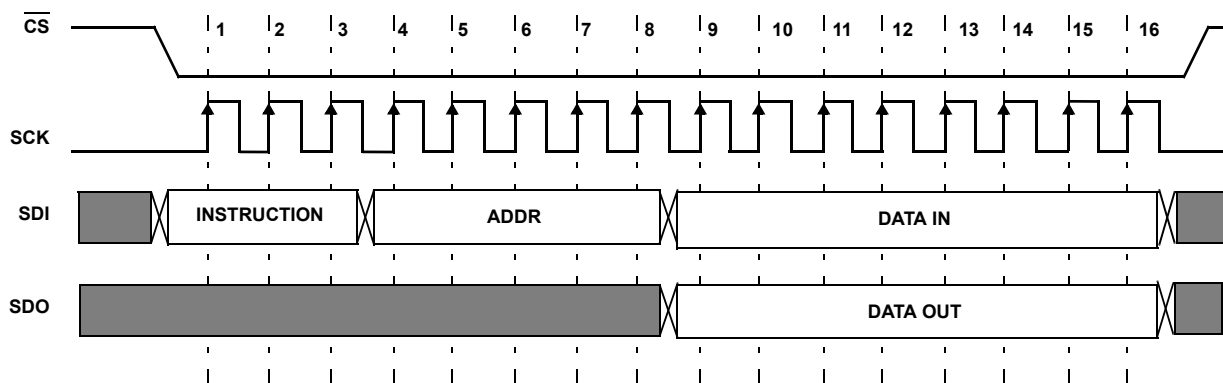 CS
1 2 3 4 5 6 7 8 9 10 11 12 13 14 15 16
SCK
SDI INSTRUCTION ADDR DATA IN
SDO DATA OUT